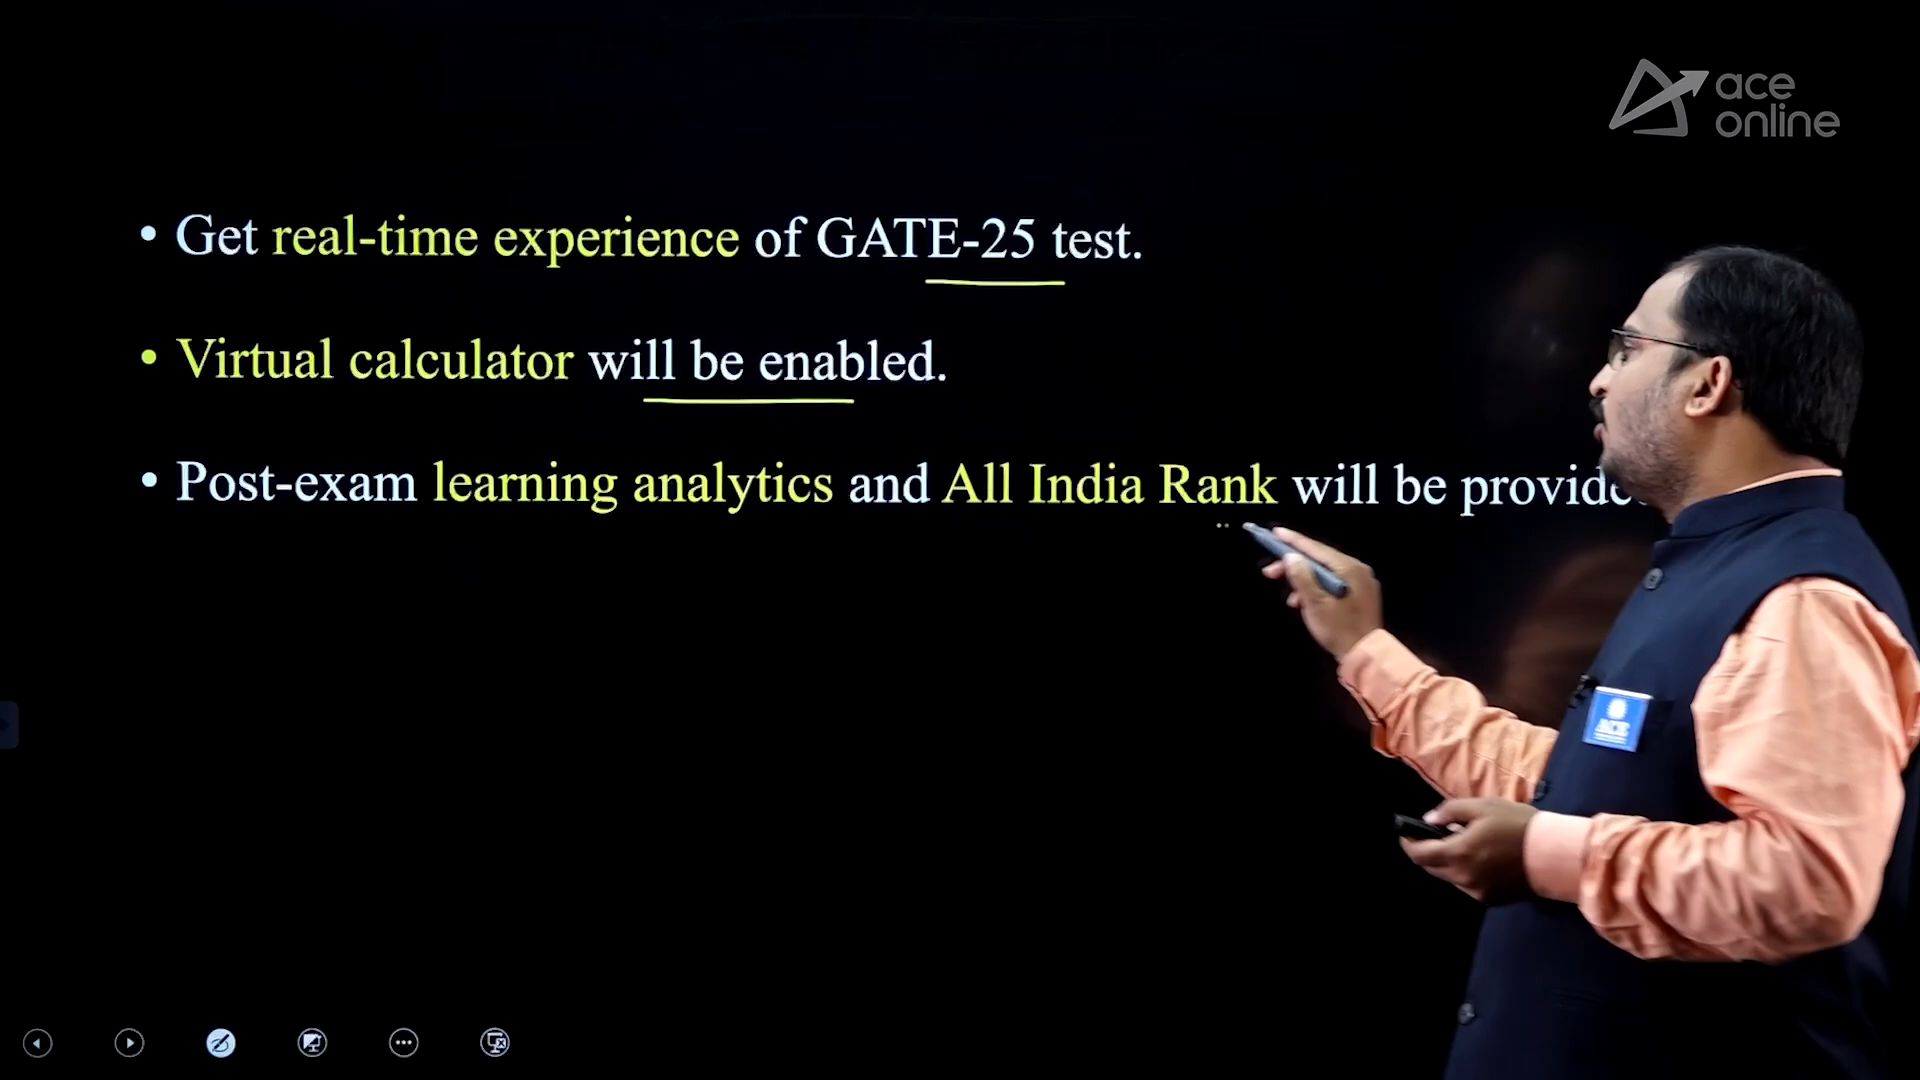 ace
online
• Get real-time experience of GATE-25 test.
• Virtual calculator will be enabled.
• Post-exam learning analytics and All India Rank will be
ACE